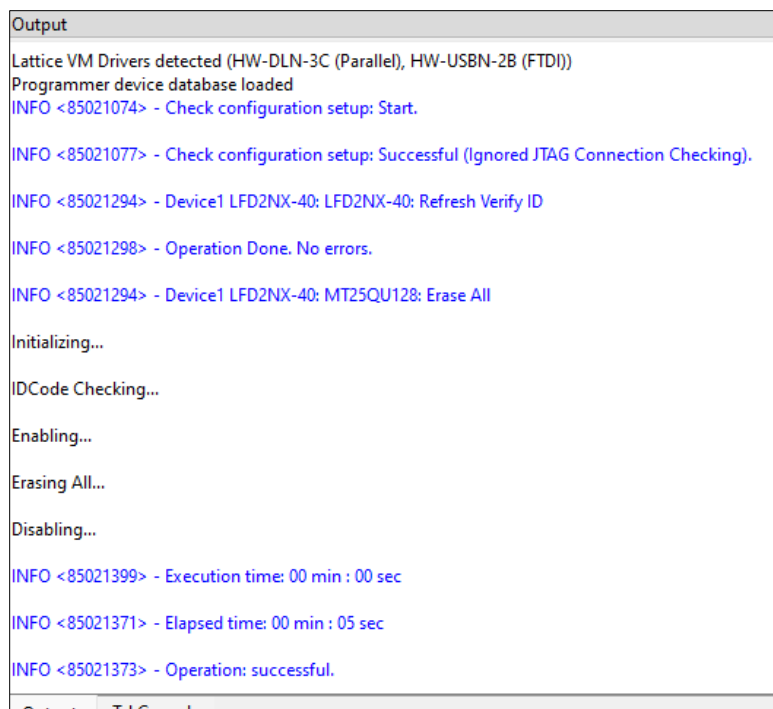 Output
Lattice VM Drivers detected (HW-DLN-3C (Parallel), HW-USBN-2B (FTDI))
Programmer device database loaded
INFO <85021074> - Check configuration setup: Start.
INFO <85021077> - Check configuration setup: Successful (Ignored JTAG Connection Checking).
INFO <85021294> - Device1 LFD2NX-40: LFD2NX-40: Refresh Verify ID
INFO <85021298> - Operation Done. No errors.
INFO <85021294> - Device1 LFD2NX-40: MT25QU128: Erase All
Initializing...
IDCode Checking...
Enabling...
Erasing All...
Disabling...
INFO <85021399> - Execution time: 00 min : 00 sec
INFO <85021371> - Elapsed time: 00 min : 05 sec
INFO <85021373> - Operation: successful.